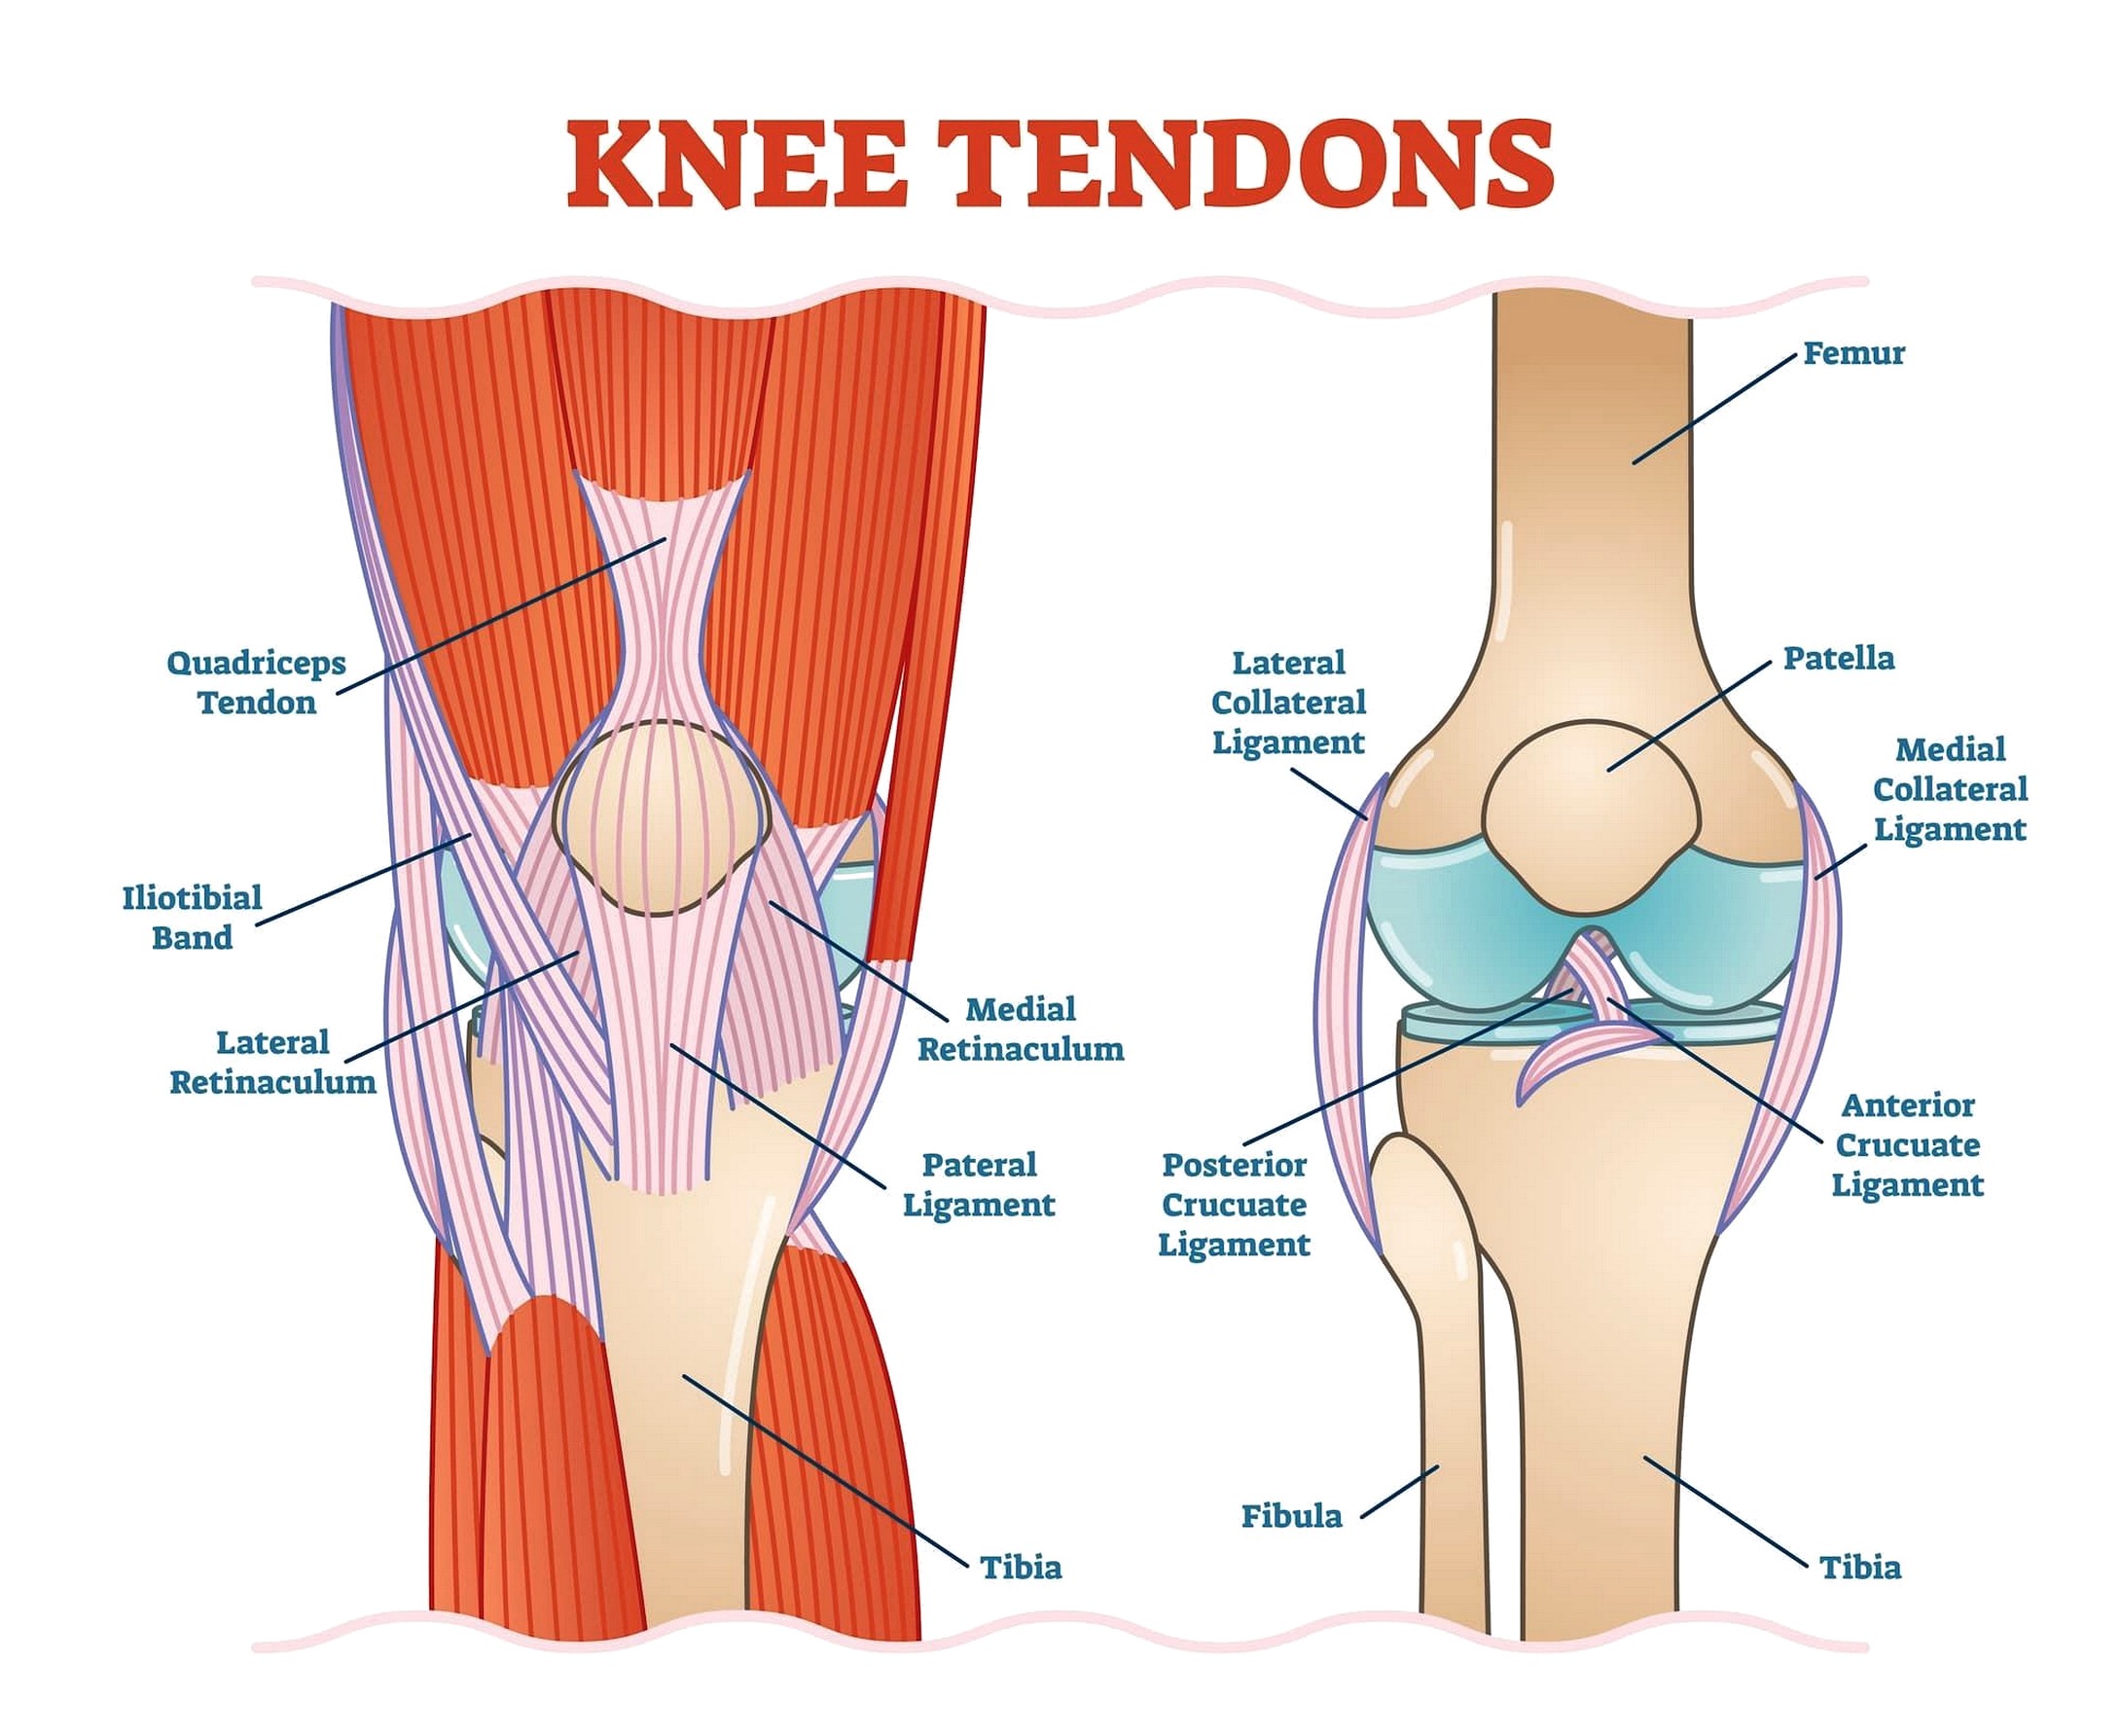 KNEE TENDONS
Quadriceps
Tendon
Iliotibial
Band
Lateral
Retinaculum
Medial
Retinaculum
Pateral
Ligament
Tibia
Femur
Patella
Lateral
Collateral
Ligament
Medial
Collateral
Ligament
Posterior
Crucuate
Ligament
Anterior
Crucuate
Ligament
Fibula
Tibia